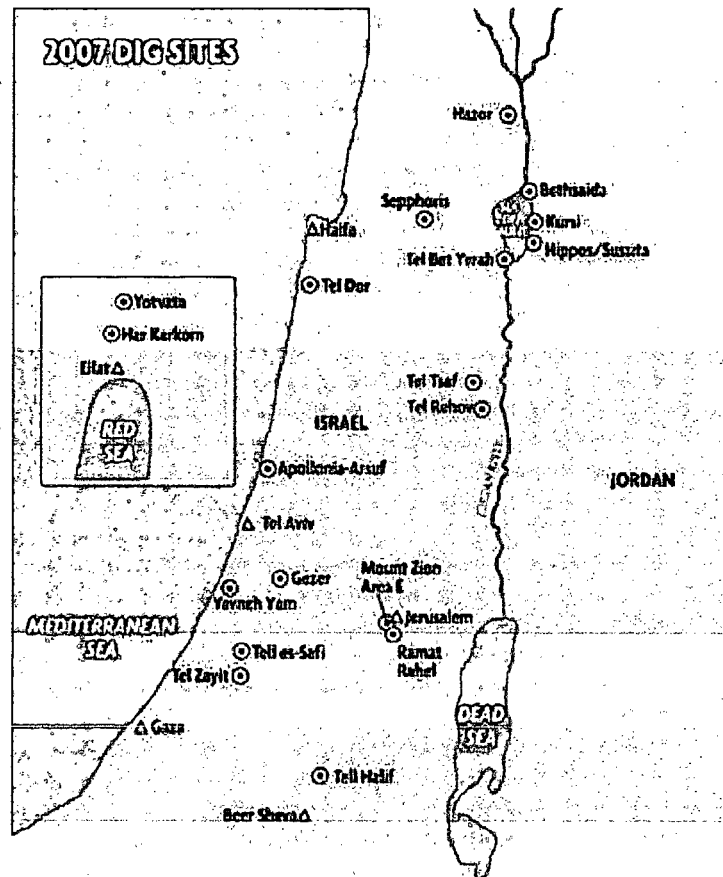 2007 DIG SITES
Hazor
Bethsaida
Sepphoris
Kursi
Haifa
Hippos/Sussita
Tel Bet Yerah
Tel Dor
Yotvata
Har Karkom
Eilat
RED
SEA
Tel Tsaf
Tel Rehov
ISRAEL
JORDAN RIVER
JORDAN
Apollonia-Arsuf
Tel Aviv
Gezer
Mount Zion
Area E
Yavneh Yam
Jerusalem
MEDITERRANEAN
SEA
Tell es-Safi
Ramat
Rahel
Tel Zayit
DEAD
SEA
Gaza
Tell Halif
Beer Sheva